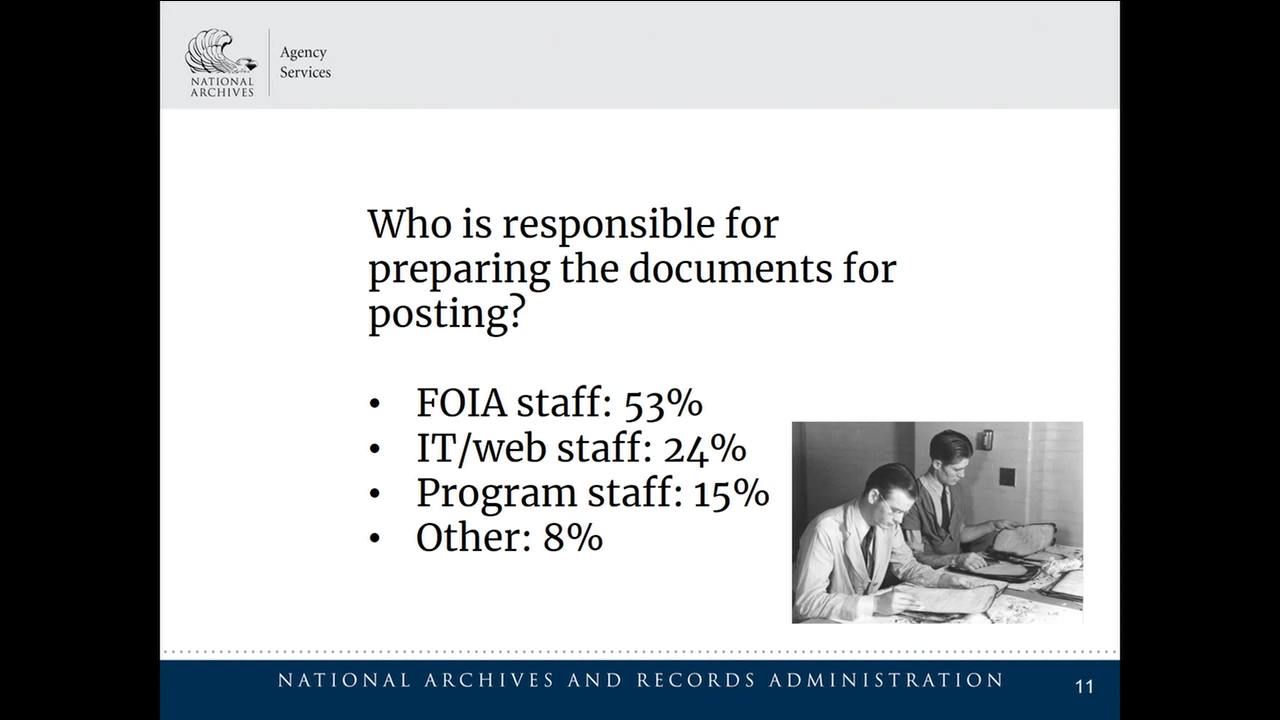 NATIONAL
ARCHIVES
Agency
Services
Who is responsible for
preparing the documents for
posting?
• FOIA staff: 53%
• IT/web staff: 24%
• Program staff: 15%
• Other: 8%
NATIONAL ARCHIVES AND RECORDS ADMINISTRATION
11